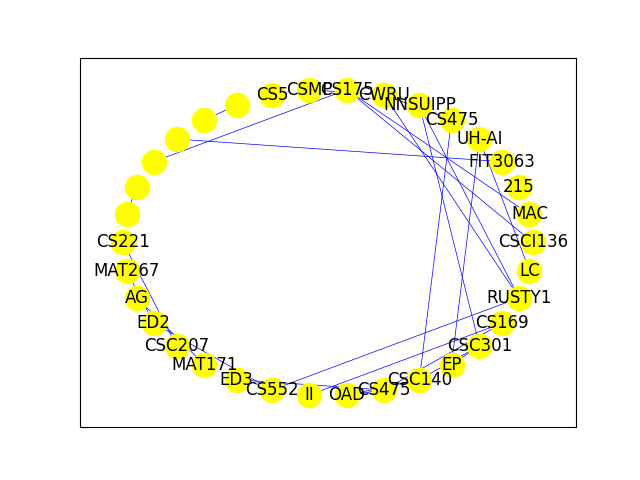 CS5
CSMP
CS175
CWRU
NNSUIPP
CS475
UH-AI
FIT3063
215
MAC
CSCI136
CS221
MAT267
LC
AG
RUSTY1
ED2
CS169
CSC207
CSC301
MAT171
EP
ED3
CSC140
CS552
II
OAD
CS475